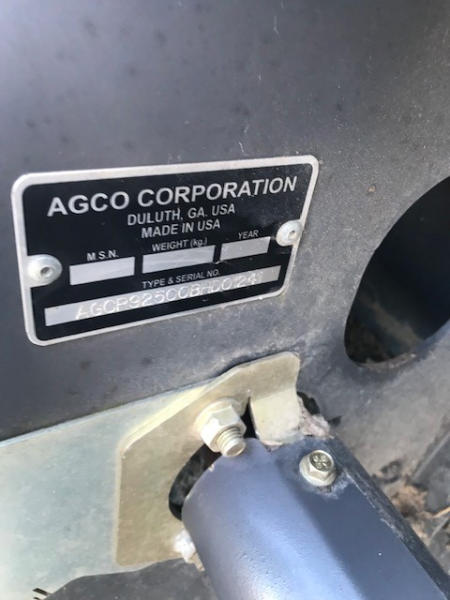 AGCO CORPORATION
DULUTH, GA. USA
MADE IN USA
M.S.N. WEIGHT (kg.) YEAR
TYPE & SERIAL NO.